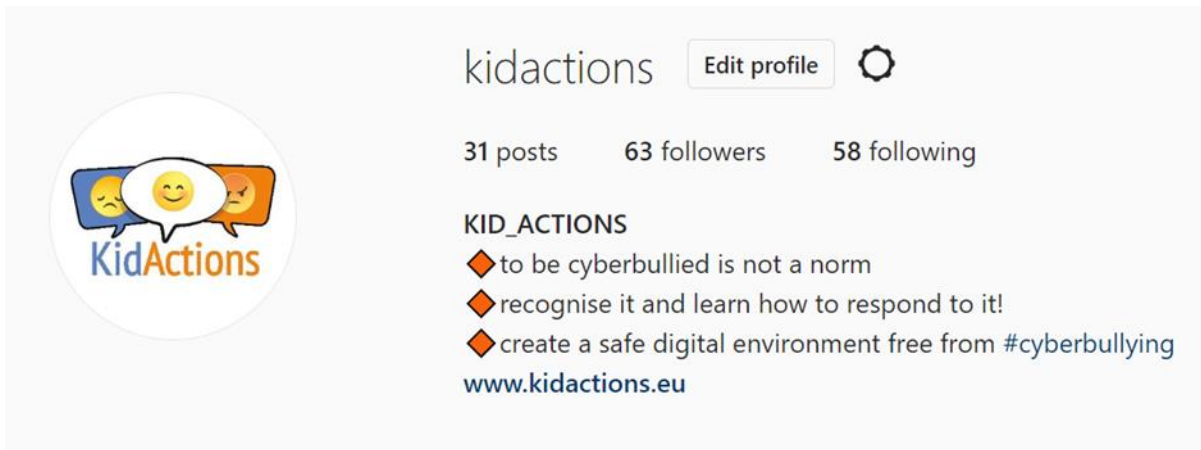 kidactions Edit profile
31 posts 63 followers 58 following
KidActions
KID_ACTIONS
🔶to be cyberbullied is not a norm
🔶recognise it and learn how to respond to it!
🔶create a safe digital environment free from #cyberbullying
www.kidactions.eu